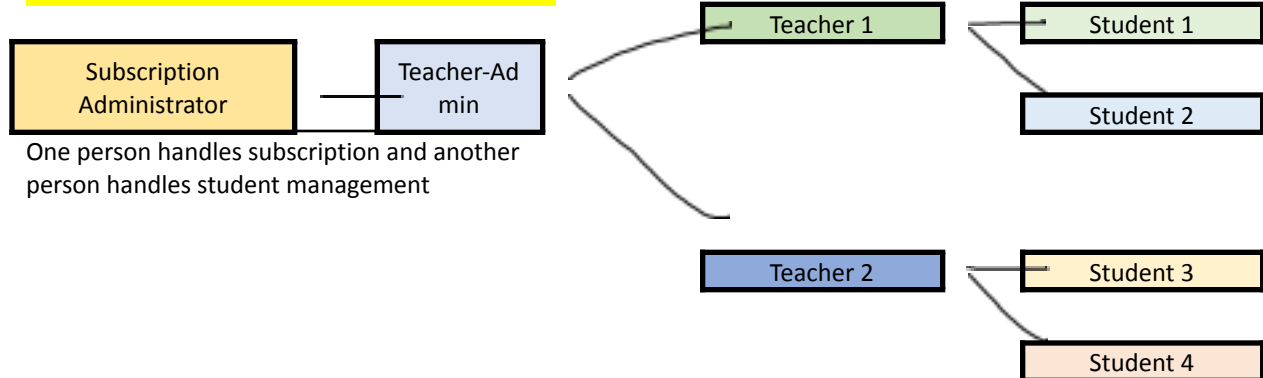 Teacher 1
Student 1
Subscription
Administrator
Teacher-Ad
min
Student 2
One person handles subscription and another
person handles student management
Teacher 2
Student 3
Student 4